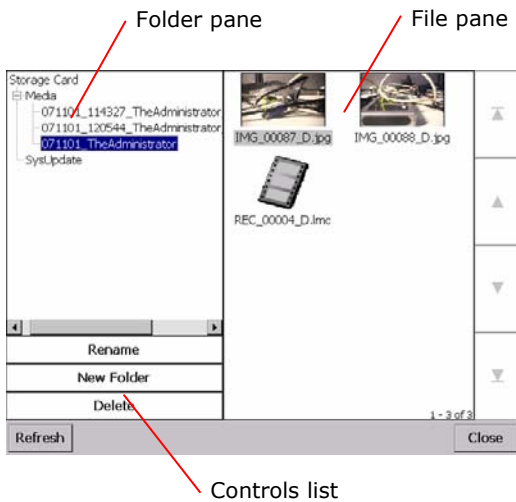 Folder pane
File pane
Storage Card
Media
071101_114327_TheAdministrator
071101_120544_TheAdministrator
071101_TheAdministrator
SysUpdate
IMG_00087_D.jpg
IMG_00088_D.jpg
REC_00004_D.lmc
Rename
New Folder
Delete
1 - 3 of 3
Refresh
Close
Controls list